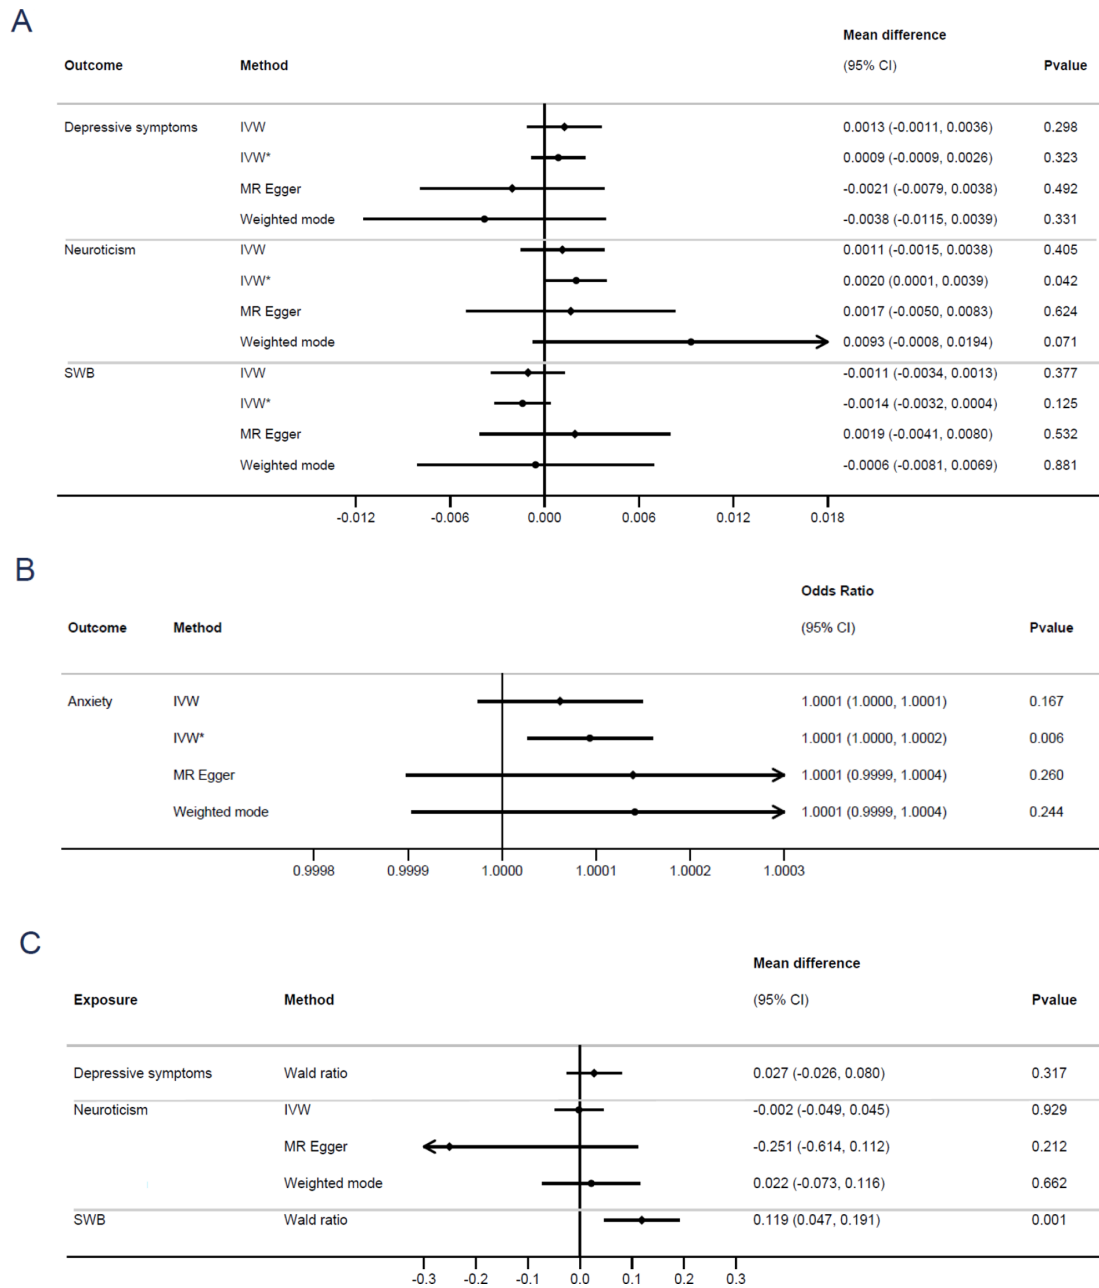 A
Mean difference
Outcome Method (95% CI) Pvalue
Depressive symptoms IVW 0.0013 (-0.0011, 0.0036) 0.298
IVW* 0.0009 (-0.0009, 0.0026) 0.323
MR Egger -0.0021 (-0.0079, 0.0038) 0.492
Weighted mode -0.0038 (-0.0115, 0.0039) 0.331
Neuroticism IVW 0.0011 (-0.0015, 0.0038) 0.405
IVW* 0.0020 (0.0001, 0.0039) 0.042
MR Egger 0.0017 (-0.0050, 0.0083) 0.624
Weighted mode 0.0093 (-0.0008, 0.0194) 0.071
SWB IVW -0.0011 (-0.0034, 0.0013) 0.377
IVW* -0.0014 (-0.0032, 0.0004) 0.125
MR Egger 0.0019 (-0.0041, 0.0080) 0.532
Weighted mode -0.0006 (-0.0081, 0.0069) 0.881
-0.012 -0.006 0.000 0.006 0.012 0.018
B
Odds Ratio
Outcome Method (95% CI) Pvalue
Anxiety IVW 1.0001 (1.0000, 1.0001) 0.167
IVW* 1.0001 (1.0000, 1.0002) 0.006
MR Egger 1.0001 (0.9999, 1.0004) 0.260
Weighted mode 1.0001 (0.9999, 1.0004) 0.244
0.9998 0.9999 1.0000 1.0001 1.0002 1.0003
C
Mean difference
Exposure Method (95% CI) Pvalue
Depressive symptoms Wald ratio 0.027 (-0.026, 0.080) 0.317
Neuroticism IVW -0.002 (-0.049, 0.045) 0.929
MR Egger -0.251 (-0.614, 0.112) 0.212
Weighted mode 0.022 (-0.073, 0.116) 0.662
SWB Wald ratio 0.119 (0.047, 0.191) 0.001
-0.3 -0.2 -0.1 0.0 0.1 0.2 0.3